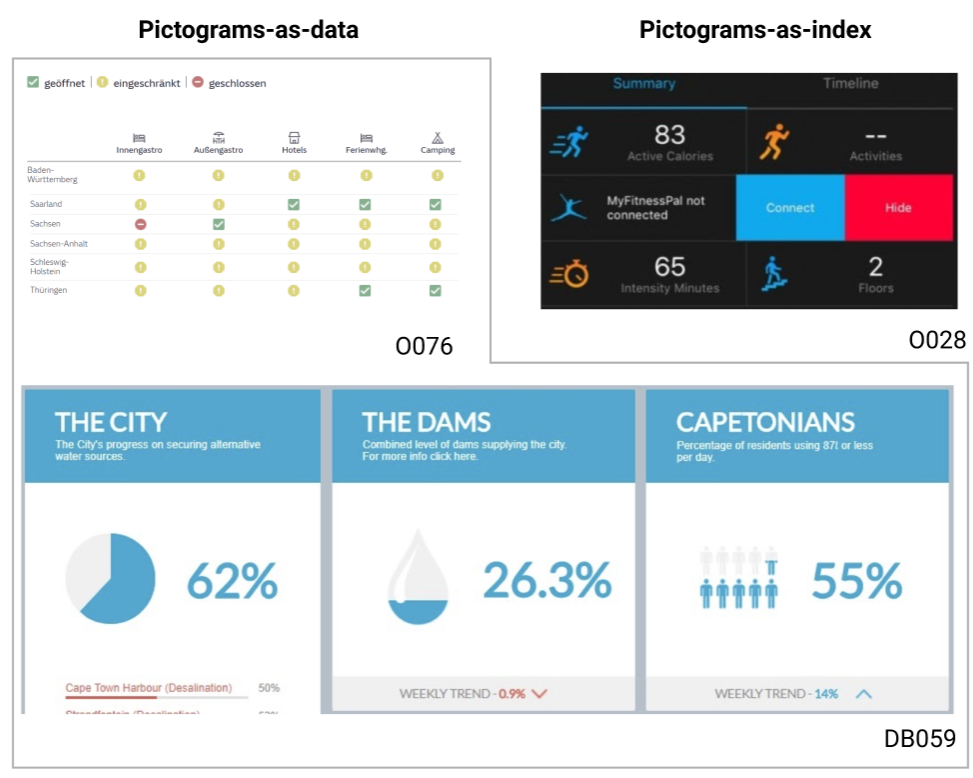 Pictograms-as-data
Pictograms-as-index
geöffnet | eingeschränkt | geschlossen
Innengastro Außengastro Hotels Ferienwhg. Camping
Baden-
Württemberg
Saarland
Sachsen
Sachsen-Anhalt
Schleswig-
Holstein
Thüringen
O076
Summary Timeline
83 --
Active Calories Activities
MyFitnessPal not
connected
Connect Hide
65 2
Intensity Minutes Floors
O028
THE CITY
The City's progress on securing alternative
water sources.
62%
Cape Town Harbour (Desalination) 50%
THE DAMS
Combined level of dams supplying the city.
For more info click here.
26.3%
WEEKLY TREND - 0.9%
CAPETONIANS
Percentage of residents using 87l or less
per day.
55%
WEEKLY TREND - 14%
DB059